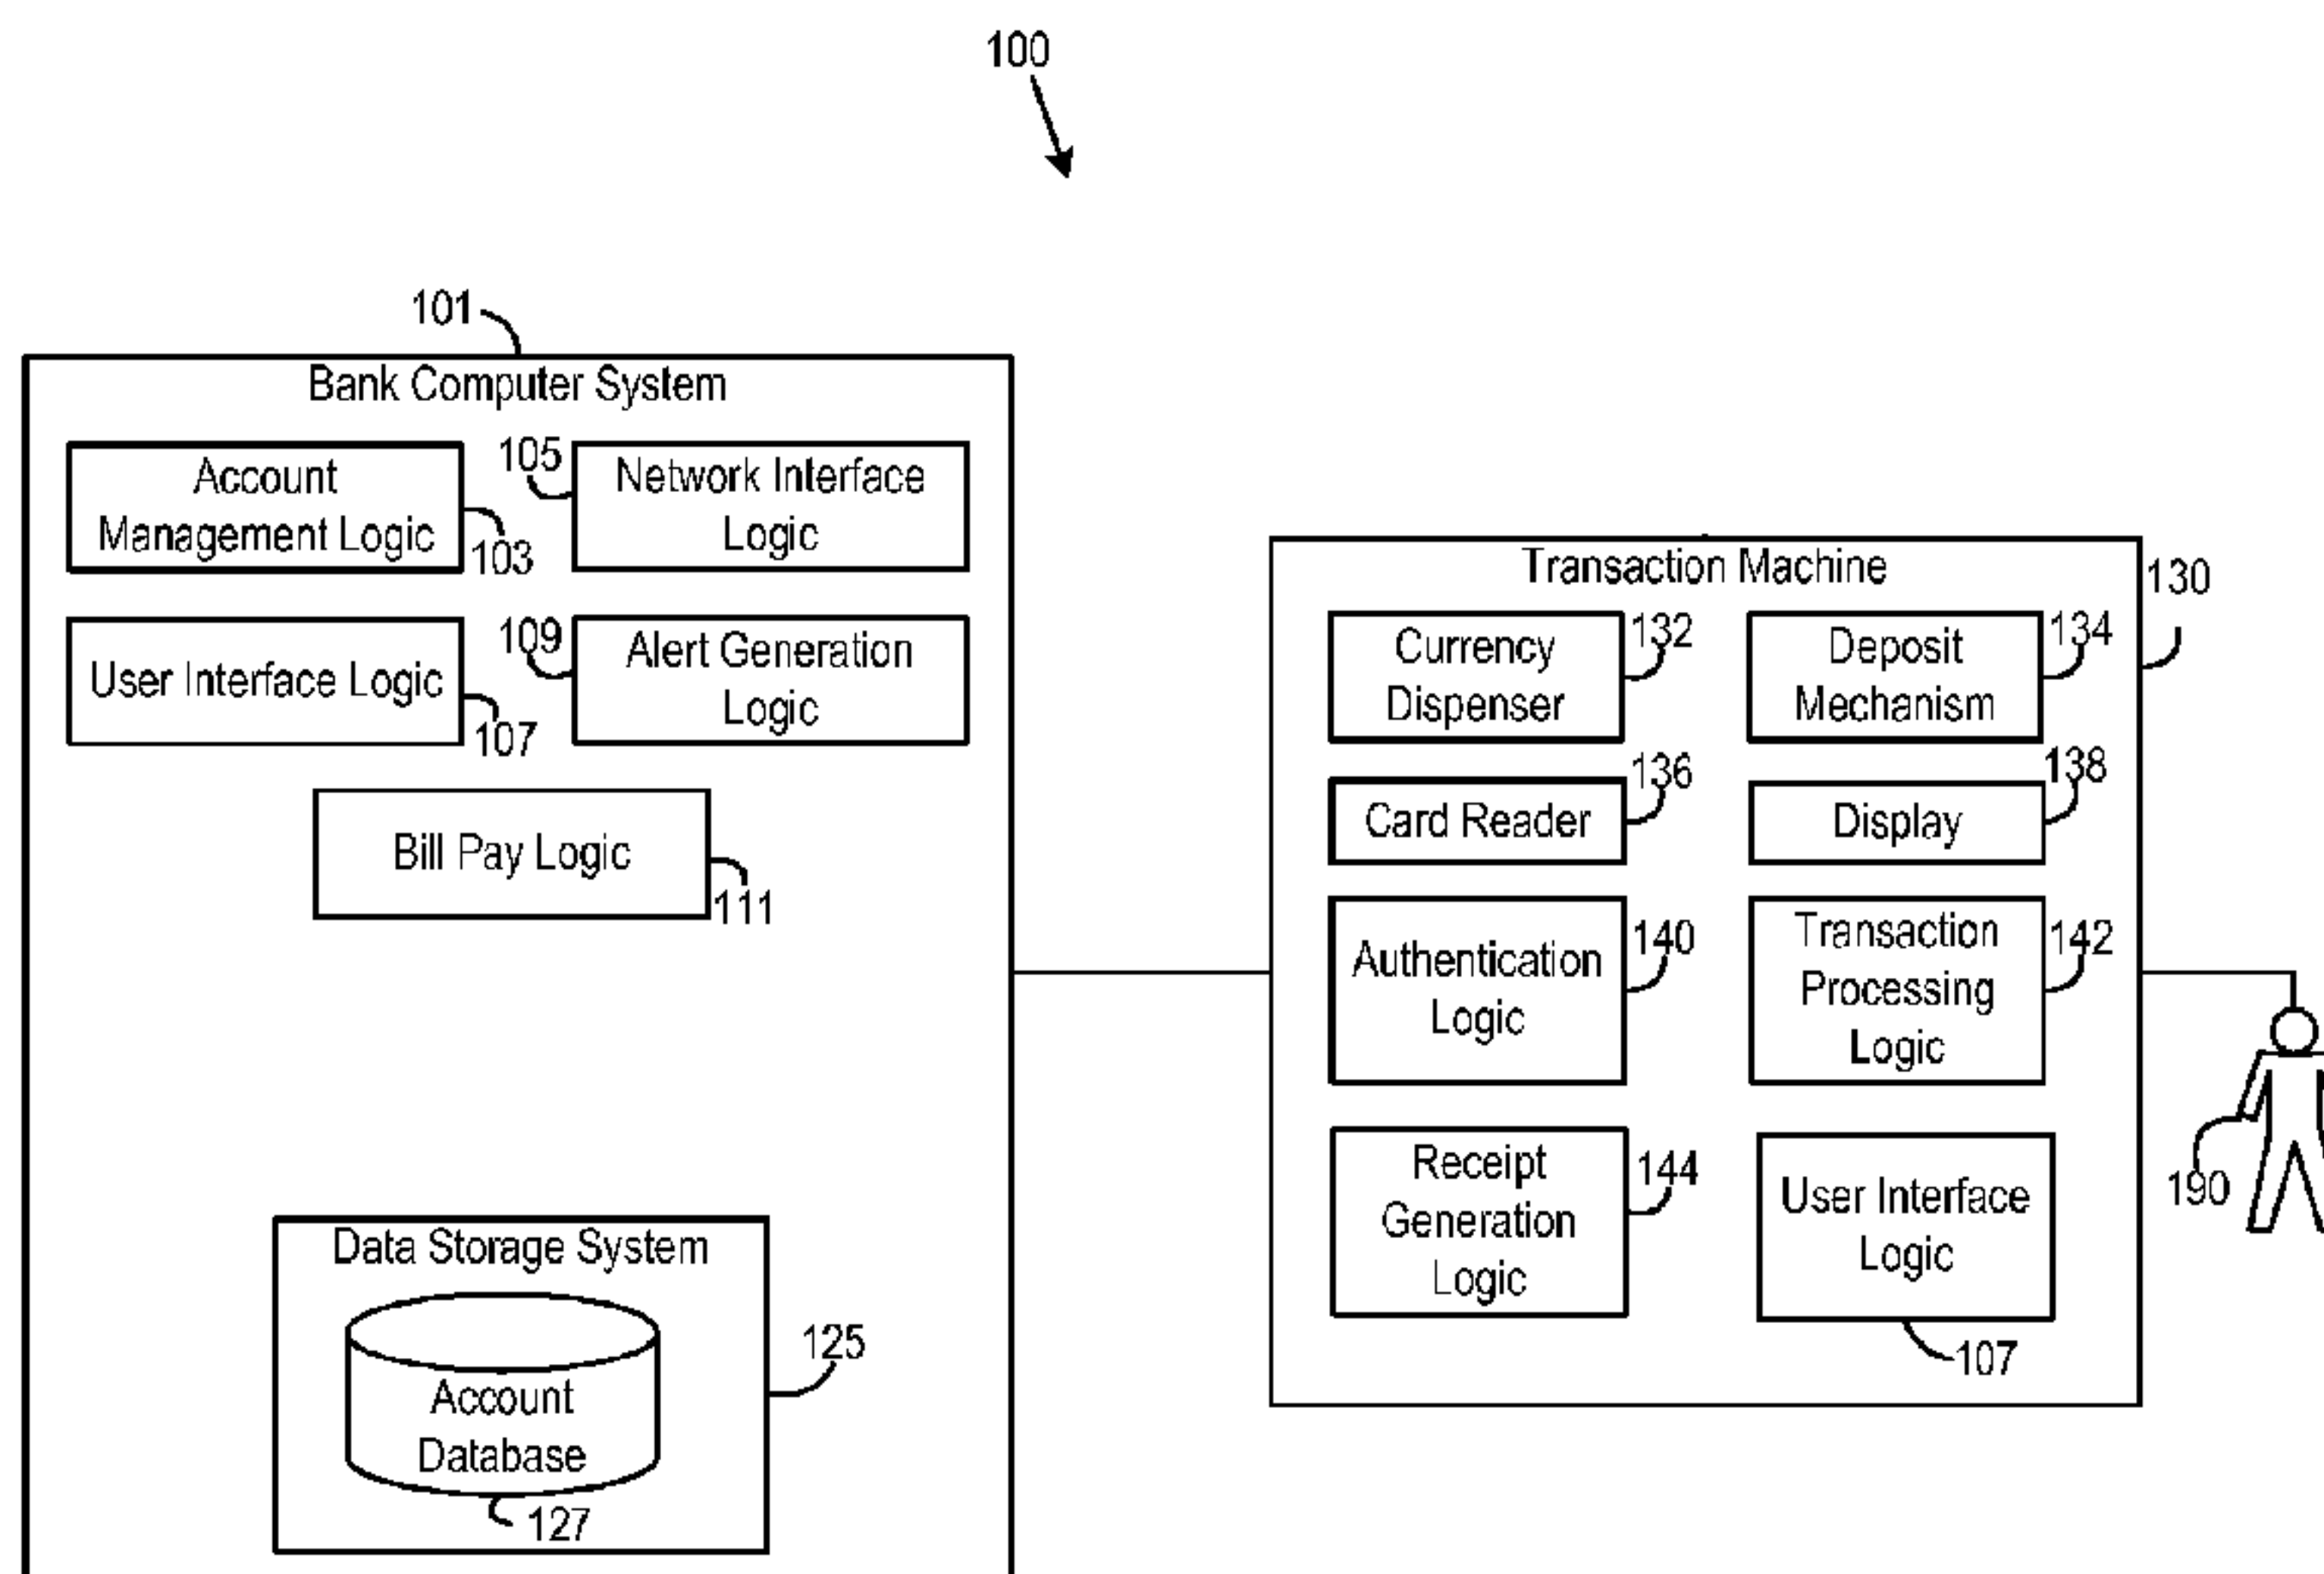 100
101
Bank Computer System
Account
Management Logic
103
105
Network Interface
Logic
User Interface Logic
107
109
Alert Generation
Logic
Bill Pay Logic
111
Data Storage System
Account
Database
125
127
Transaction Machine
130
Currency
Dispenser
132
Deposit
Mechanism
134
Card Reader
136
Display
138
Authentication
Logic
140
Transaction
Processing
Logic
142
Receipt
Generation
Logic
144
User Interface
Logic
107
190